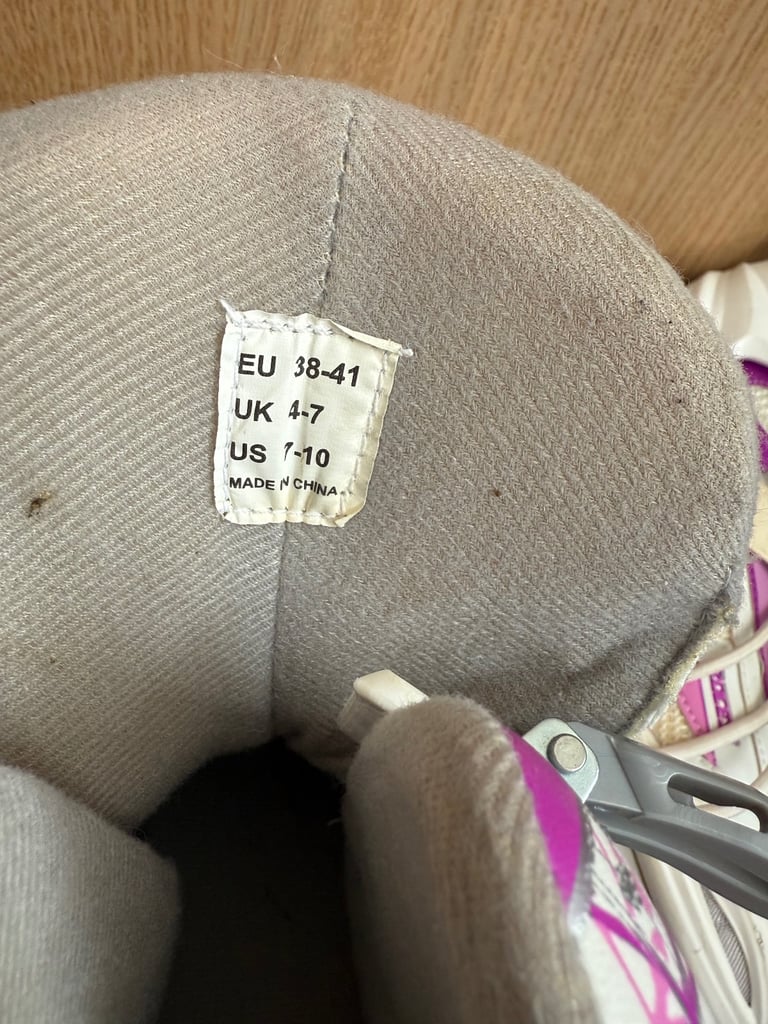 EU 38-41
UK 4-7
US 7-10
MADE IN CHINA